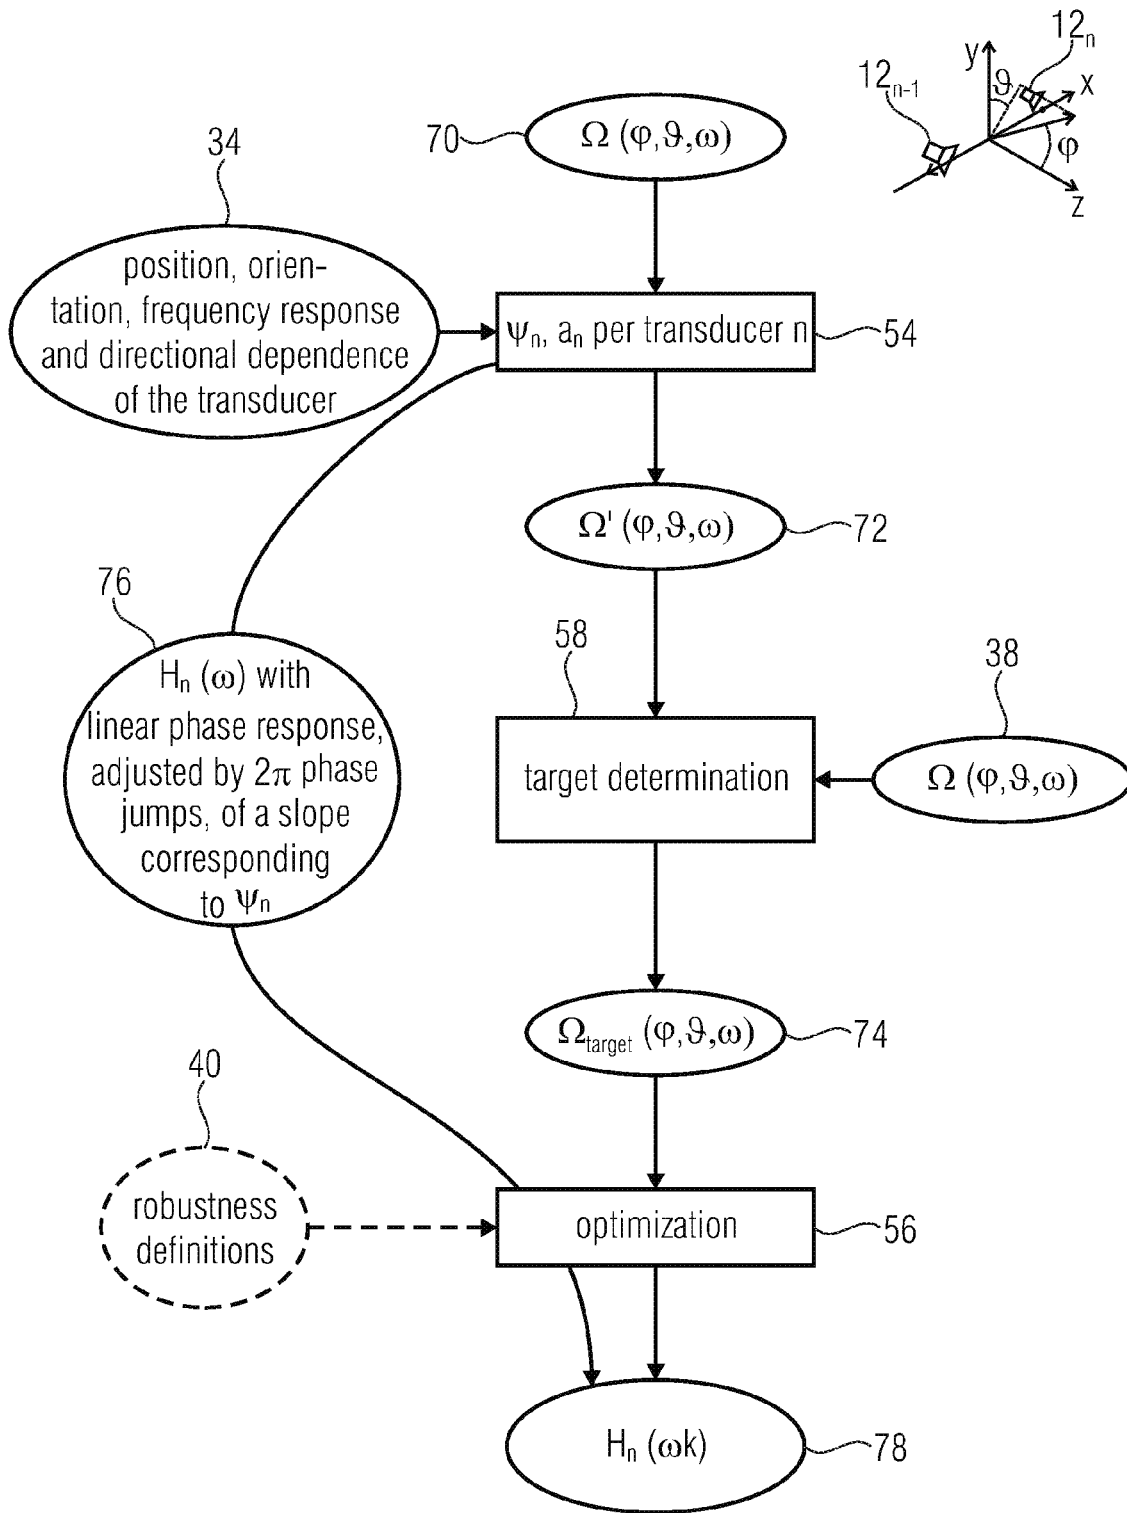 12ₙ
y
ϑ
x
12ₙ₋₁
φ
z
70
Ω (φ,ϑ,ω)
34
position, orien-
tation, frequency response
and directional dependence
of the transducer
ψₙ, aₙ per transducer n
54
Ω' (φ,ϑ,ω)
72
76
Hₙ (ω) with
linear phase response,
adjusted by 2π phase
jumps, of a slope
corresponding
to ψₙ
58
target determination
38
Ω (φ,ϑ,ω)
Ω_target (φ,ϑ,ω)
74
40
robustness
definitions
optimization
56
Hₙ (ωk)
78